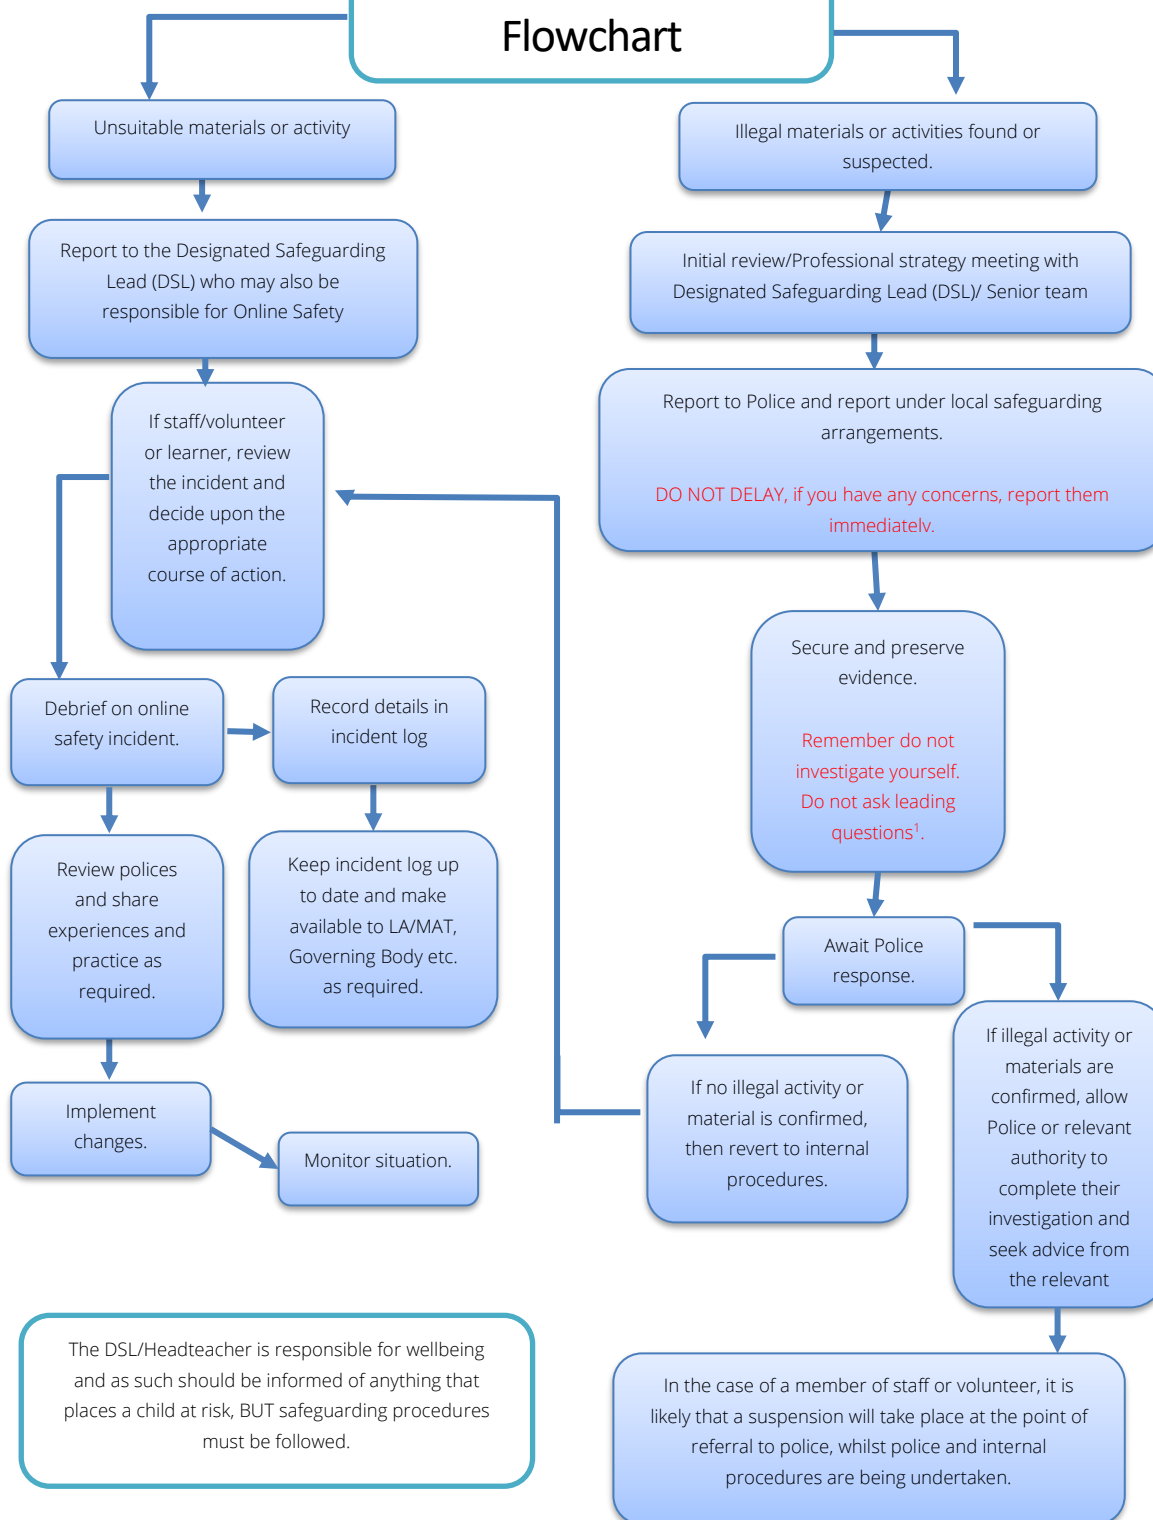 Flowchart
Unsuitable materials or activity
Report to the Designated Safeguarding
Lead (DSL) who may also be
responsible for Online Safety
If staff/volunteer
or learner, review
the incident and
decide upon the
appropriate
course of action.
Debrief on online
safety incident.
Record details in
incident log
Review polices
and share
experiences and
practice as
required.
Keep incident log up
to date and make
available to LA/MAT,
Governing Body etc.
as required.
Implement
changes.
Monitor situation.
Illegal materials or activities found or
suspected.
Initial review/Professional strategy meeting with
Designated Safeguarding Lead (DSL)/ Senior team
Report to Police and report under local safeguarding
arrangements.
DO NOT DELAY, if you have any concerns, report them
immediately.
Secure and preserve
evidence.
Remember do not
investigate yourself.
Do not ask leading
questions¹.
Await Police
response.
If no illegal activity or
material is confirmed,
then revert to internal
procedures.
If illegal activity or
materials are
confirmed, allow
Police or relevant
authority to
complete their
investigation and
seek advice from
the relevant
In the case of a member of staff or volunteer, it is
likely that a suspension will take place at the point of
referral to police, whilst police and internal
procedures are being undertaken.
The DSL/Headteacher is responsible for wellbeing
and as such should be informed of anything that
places a child at risk, BUT safeguarding procedures
must be followed.